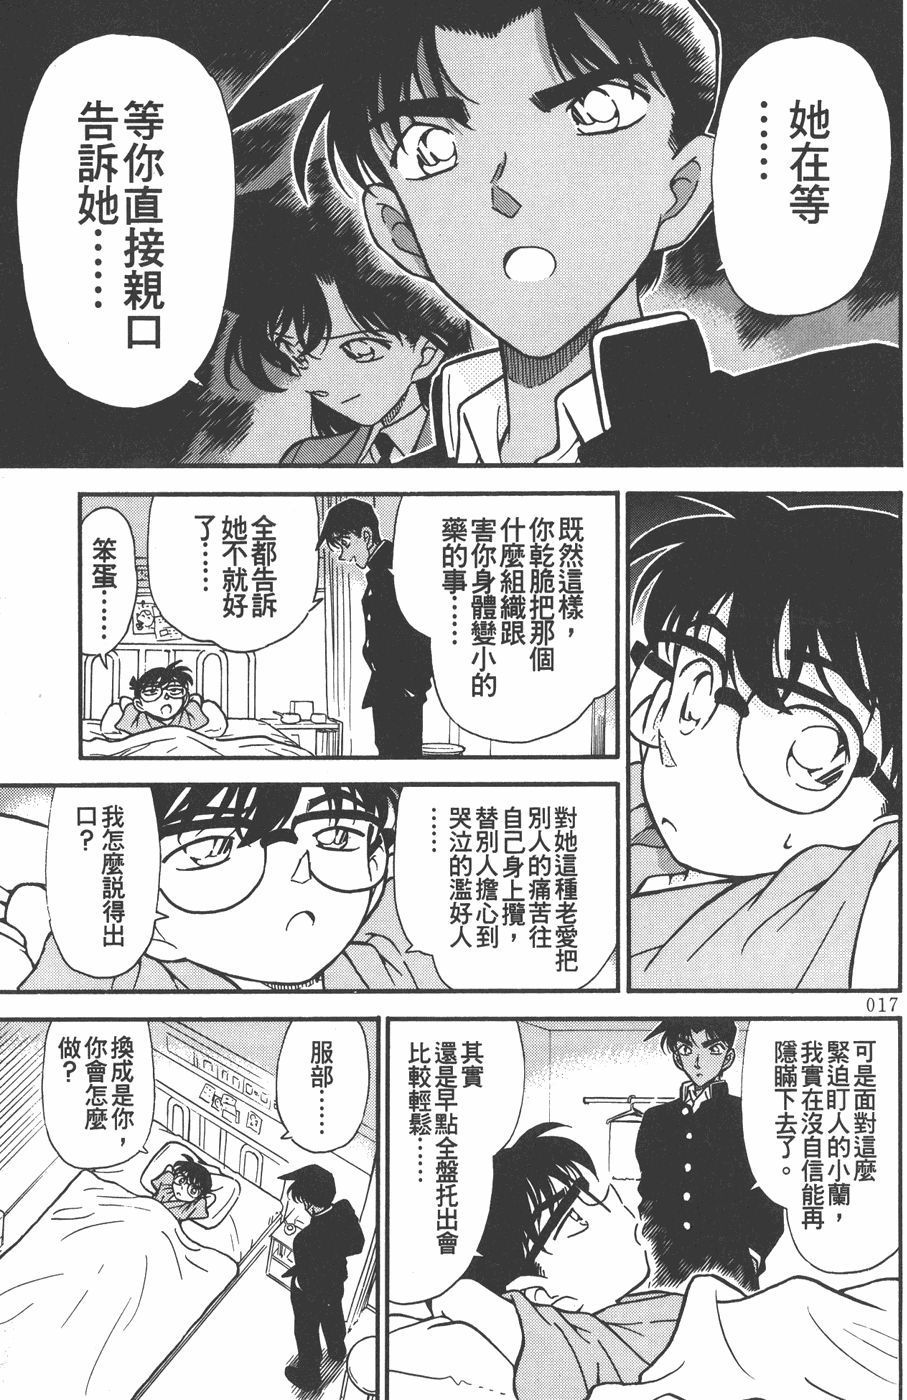 她在等
……
等你直接親口
告訴她……
既然這樣，
你乾脆把那個
什麼組織跟
害你身體變小的
藥的事……
全都告訴
她不就好
了……
笨蛋……
對她這種老愛把
別人的痛苦往
自己身上攬，
替別人擔心到
哭泣的濫好人
……
我怎麼說得出
口？
017
可是面對這麼
緊迫盯人的小蘭，
我實在沒自信能再
隱瞞下去了。
其實
還是早點全盤托出會
比較輕鬆……
服部……
換成是你，
你會怎麼
做？